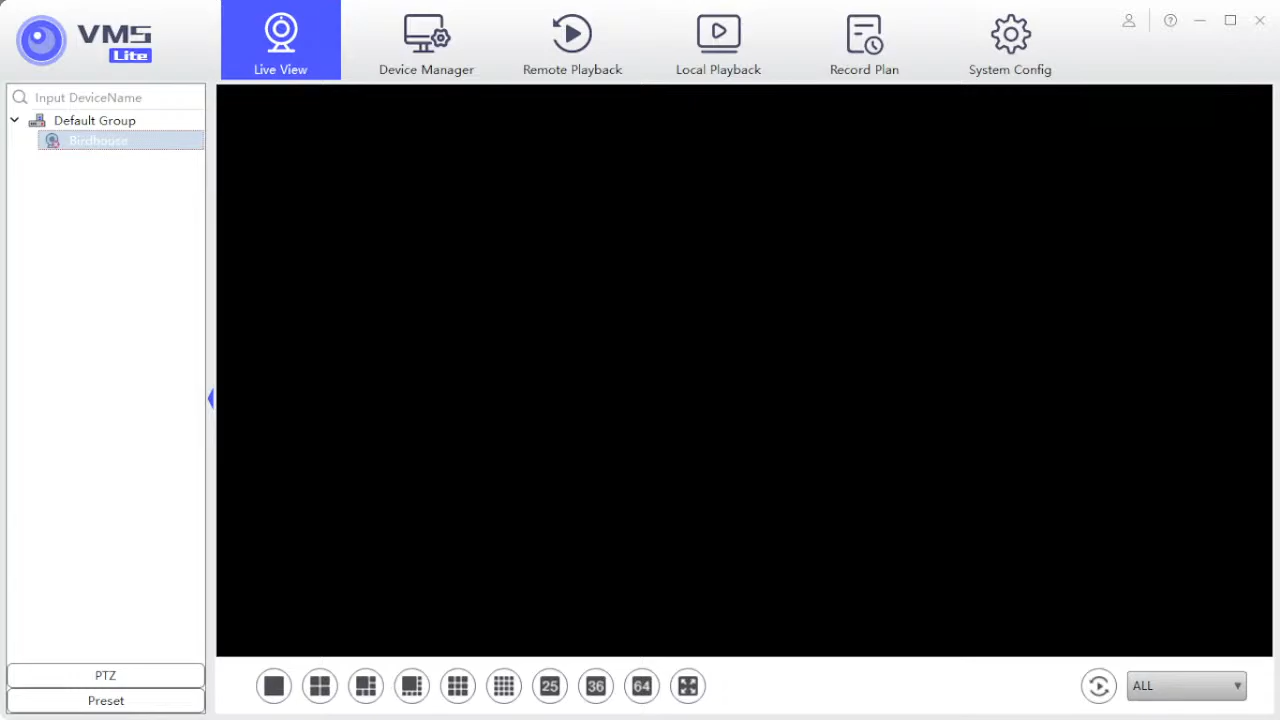 VMS
Lite
Live View
Device Manager
Remote Playback
Local Playback
Record Plan
System Config
Input DeviceName
Default Group
Birdhouse
PTZ
Preset
25
36
64
ALL